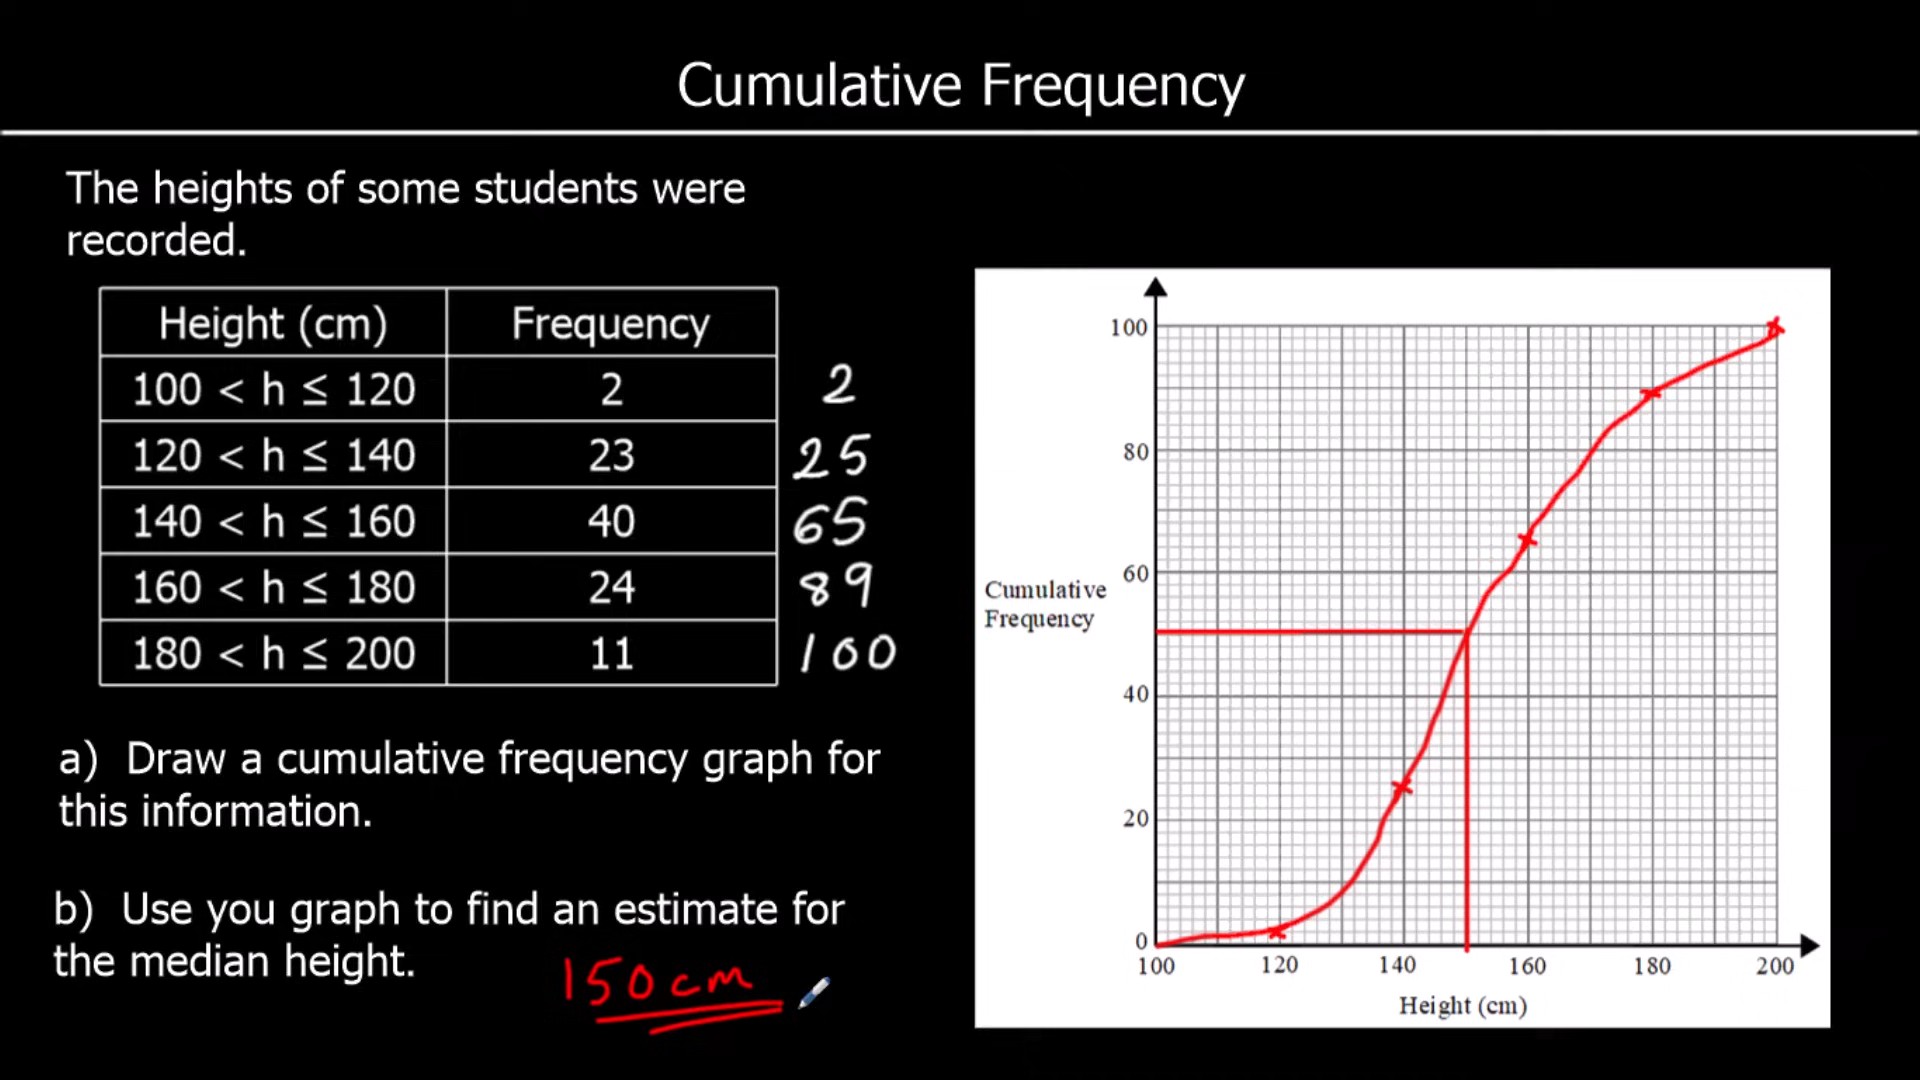 Cumulative Frequency
The heights of some students were
recorded.
Height (cm) Frequency
100 < h ≤ 120 2 2
120 < h ≤ 140 23 25
140 < h ≤ 160 40 65
160 < h ≤ 180 24 89
180 < h ≤ 200 11 100
a) Draw a cumulative frequency graph for
this information.
b) Use you graph to find an estimate for
the median height.
150cm
100
80
60
Cumulative
Frequency
40
20
0
100 120 140 160 180 200
Height (cm)